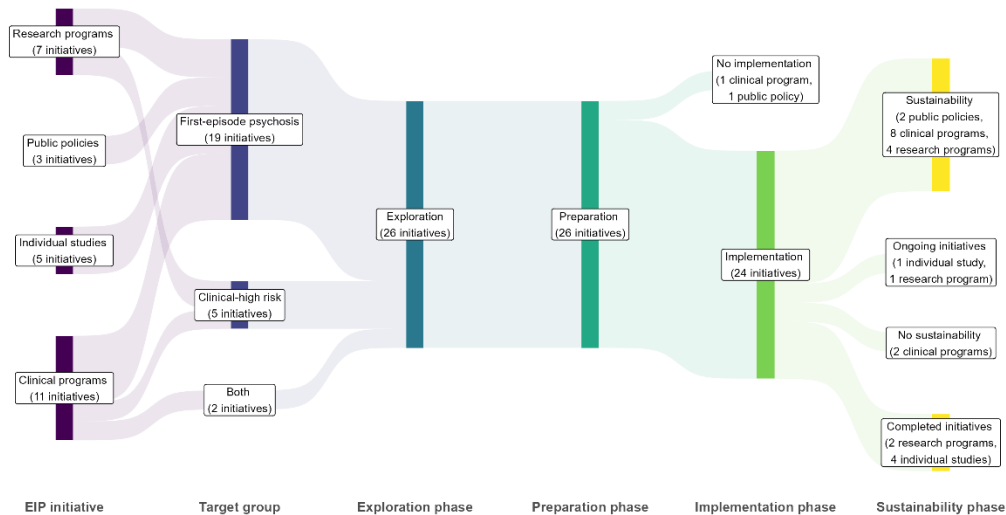 Research programs
(7 initiatives)
Public policies
(3 initiatives)
Individual studies
(5 initiatives)
Clinical programs
(11 initiatives)
First-episode psychosis
(19 initiatives)
Clinical-high risk
(5 initiatives)
Both
(2 initiatives)
Exploration
(26 initiatives)
Preparation
(26 initiatives)
No implementation
(1 clinical program,
1 public policy)
Implementation
(24 initiatives)
Sustainability
(2 public policies,
8 clinical programs,
4 research programs)
Ongoing initiatives
(1 individual study,
1 research program)
No sustainability
(2 clinical programs)
Completed initiatives
(2 research programs,
4 individual studies)
EIP initiative
Target group
Exploration phase
Preparation phase
Implementation phase
Sustainability phase